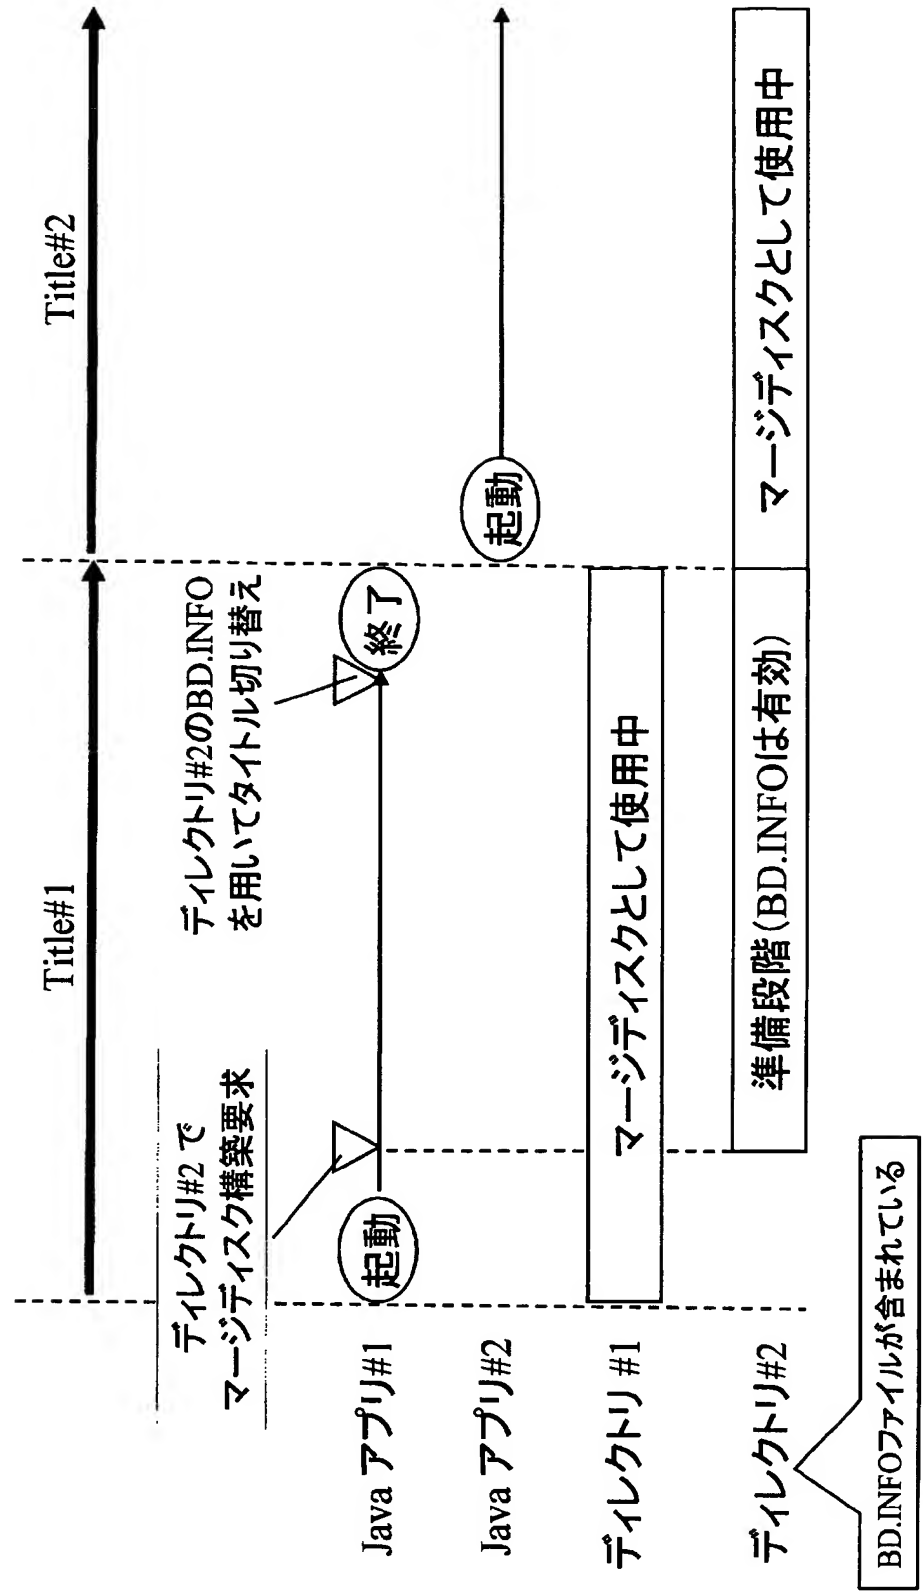 Title#1
Title#2
ディレクトリ#2 で
マージディスク構築要求
ディレクトリ#2のBD.INFO
を用いてタイトル切り替え
Java アプリ#1
起動
終了
Java アプリ#2
起動
ディレクトリ #1
マージディスクとして使用中
ディレクトリ#2
準備段階(BD.INFOは有効)
マージディスクとして使用中
BD.INFOファイルが含まれている